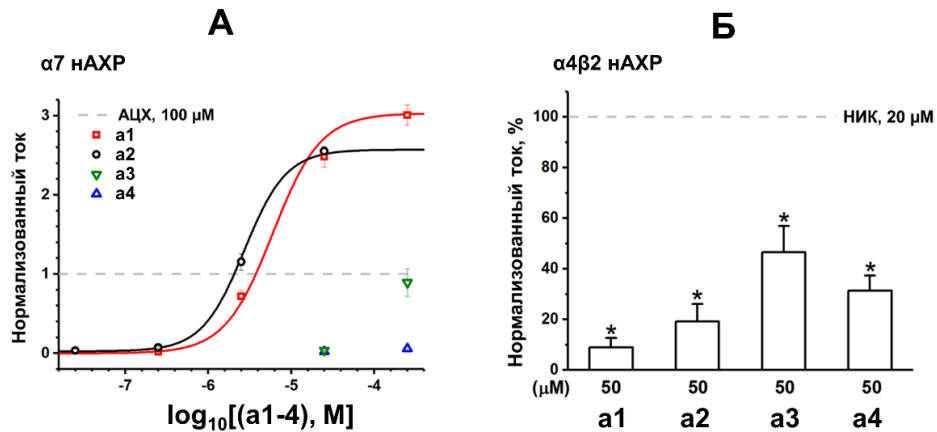 А
α7 нАХР
Нормализованный ток
3
2
1
0
АЦХ, 100 μM
a1
a2
a3
a4
-7
-6
-5
-4
log10[(a1-4), M]
Б
α4β2 нАХР
Нормализованный ток, %
100
80
60
40
20
0
НИК, 20 μM
*
*
*
*
(μM) 50 50 50 50
a1 a2 a3 a4